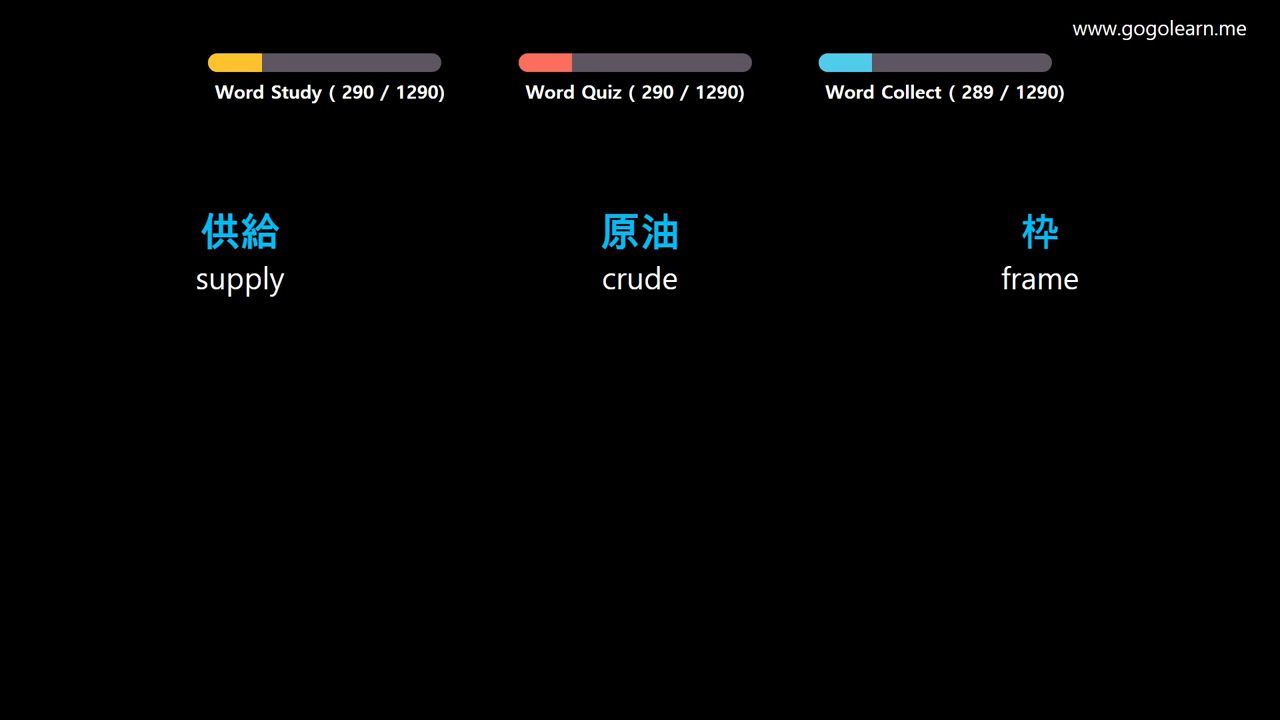 www.gogolearn.me
Word Study ( 290 / 1290)
Word Quiz ( 290 / 1290)
Word Collect ( 289 / 1290)
供給
supply
原油
crude
枠
frame